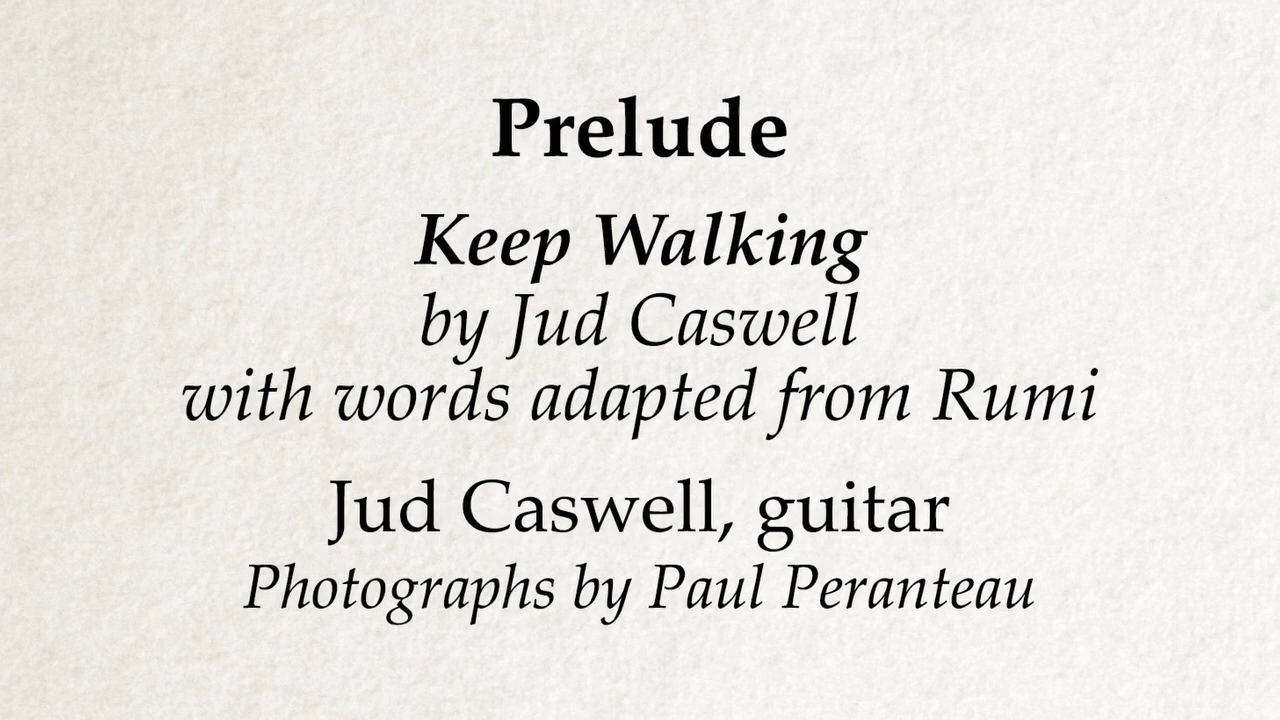 Prelude
Keep Walking
by Jud Caswell
with words adapted from Rumi
Jud Caswell, guitar
Photographs by Paul Peranteau